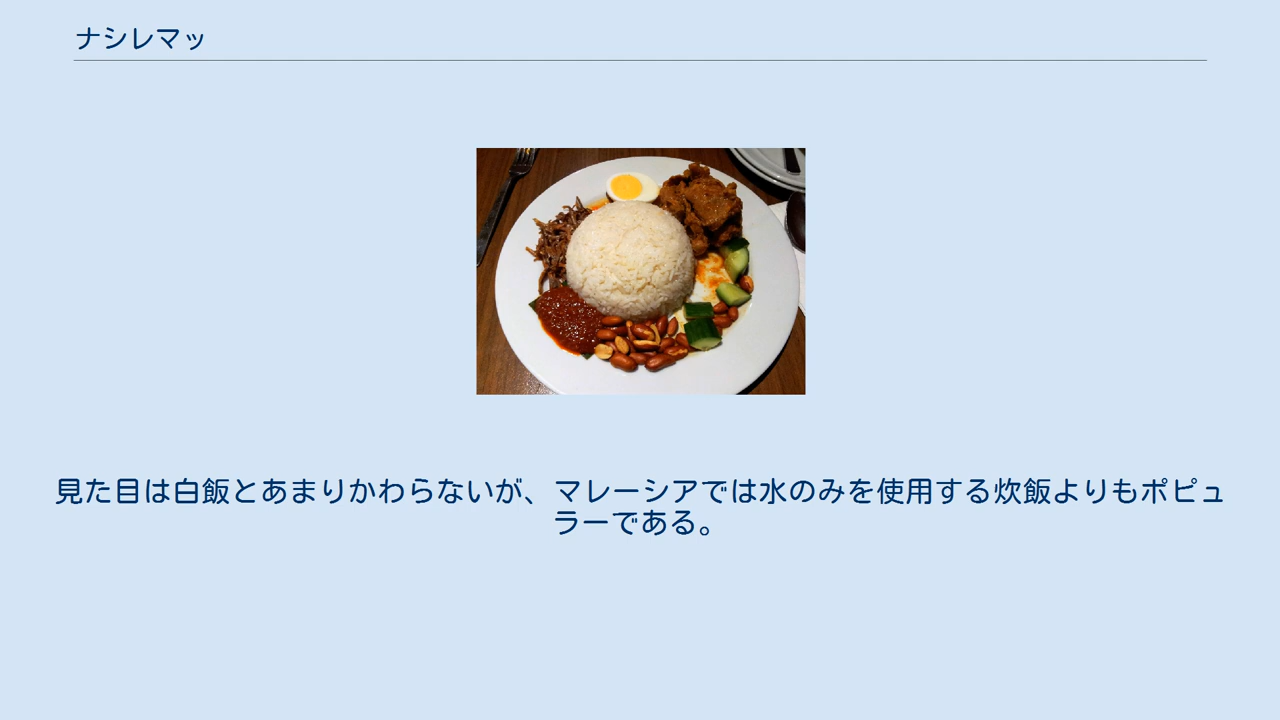 ナシレマッ
見た目は白飯とあまりかわらないが、マレーシアでは水のみを使用する炊飯よりもポピュ
ラーである。